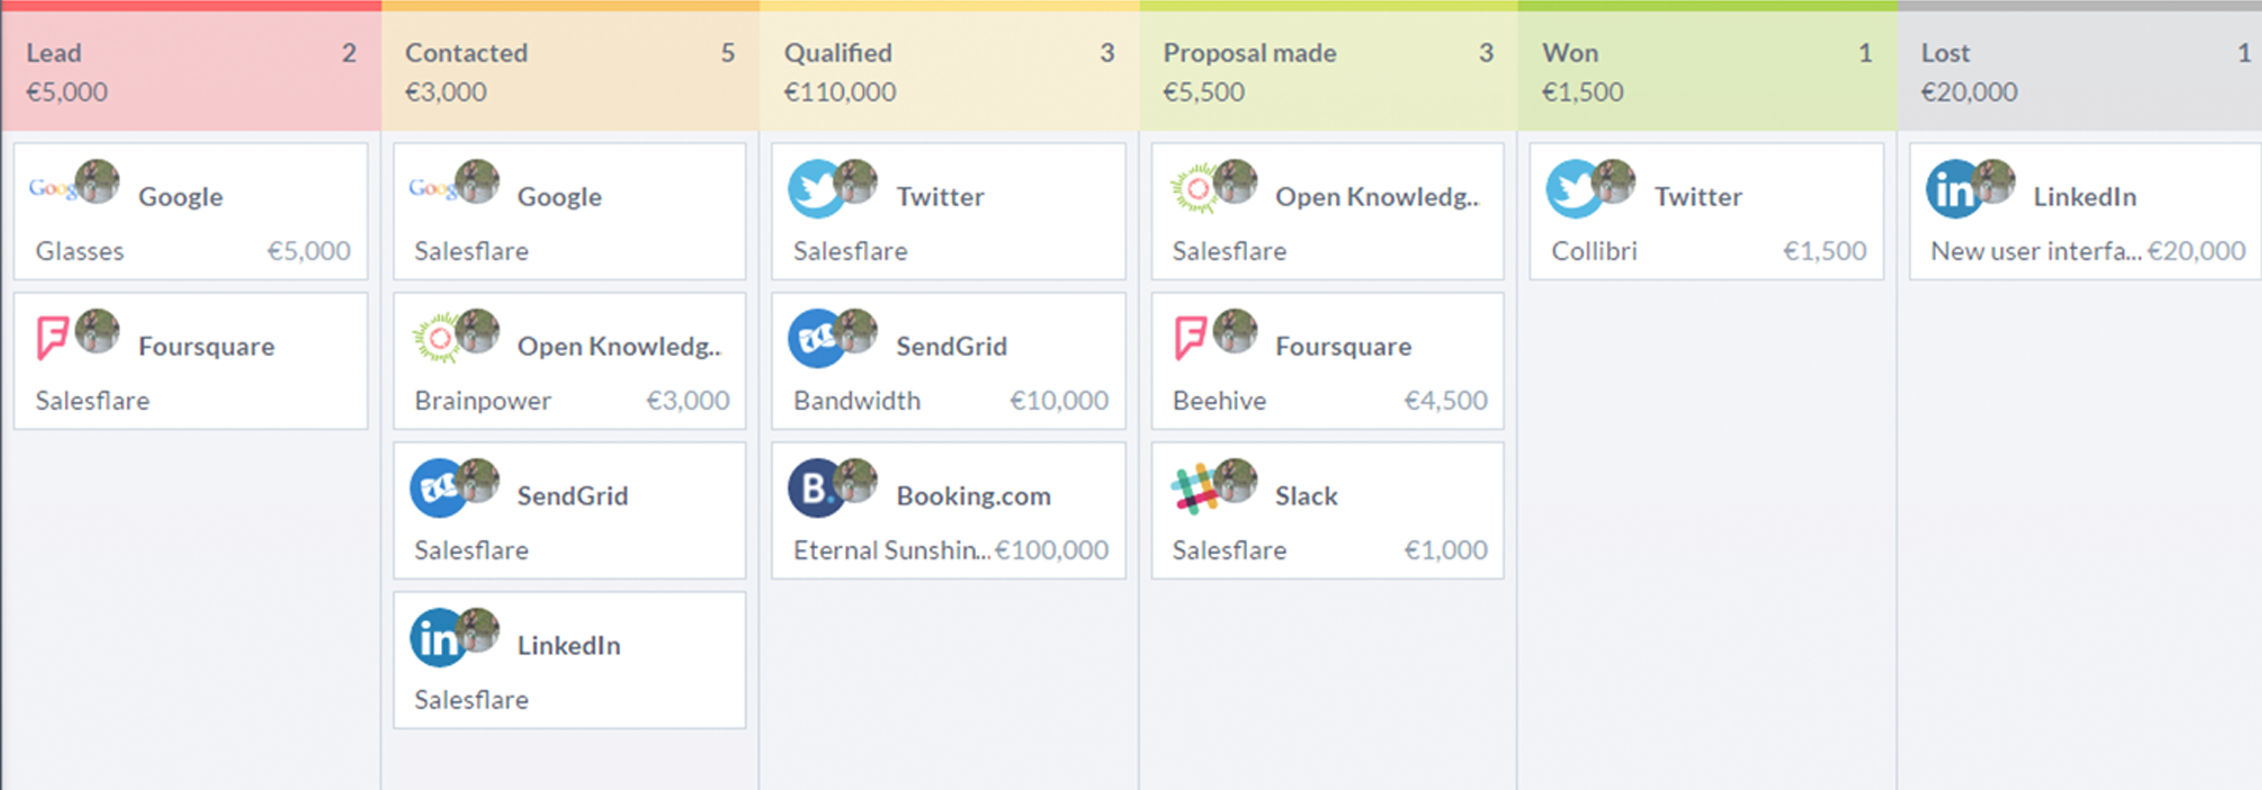 Lead 2
€5,000
Google
Glasses €5,000
Foursquare
Salesflare
Contacted 5
€3,000
Google
Salesflare
Open Knowledg..
Brainpower €3,000
SendGrid
Salesflare
in LinkedIn
Salesflare
Qualified 3
€110,000
Twitter
Salesflare
SendGrid
Bandwidth €10,000
B. Booking.com
Eternal Sunshin... €100,000
Proposal made 3
€5,500
Open Knowledg..
Salesflare
Foursquare
Beehive €4,500
Slack
Salesflare €1,000
Won 1
€1,500
Twitter
Collibri €1,500
Lost 1
€20,000
in LinkedIn
New user interfa... €20,000